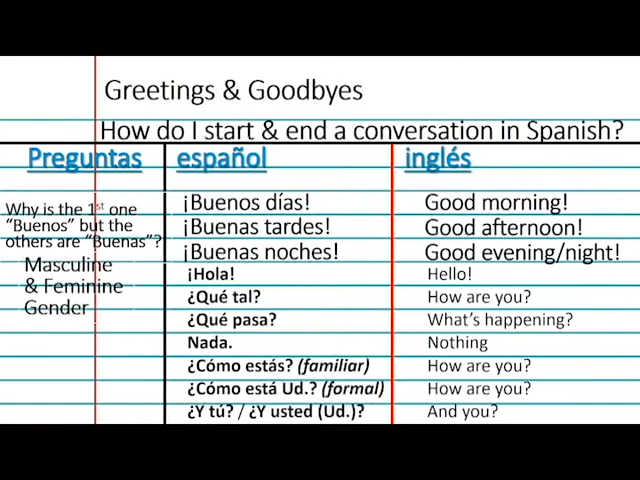 Greetings & Goodbyes
How do I start & end a conversation in Spanish?
Preguntas español inglés
Why is the 1st one
“Buenos” but the
others are “Buenas”?
Masculine
& Feminine
Gender
¡Buenos días! Good morning!
¡Buenas tardes! Good afternoon!
¡Buenas noches! Good evening/night!
¡Hola! Hello!
¿Qué tal? How are you?
¿Qué pasa? What’s happening?
Nada. Nothing
¿Cómo estás? (familiar) How are you?
¿Cómo está Ud.? (formal) How are you?
¿Y tú? / ¿Y usted (Ud.)? And you?